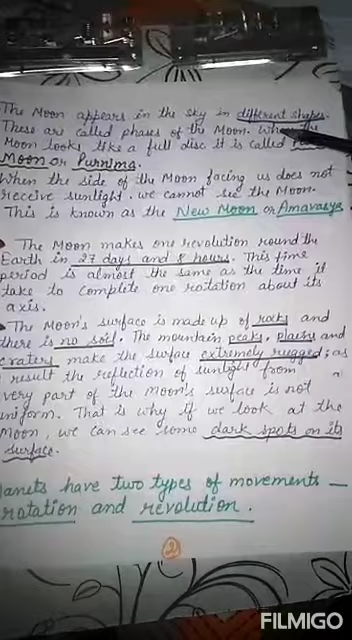 The Moon appears in the sky in different shapes.
These are called phases of the Moon. When the
Moon looks like a full disc it is called
Moon or Purnima.
When the side of the Moon facing us does not
receive sunlight. we cannot see the Moon.
This is known as the New Moon or Amavasya
The Moon makes one revolution round the
Earth in 27 days and 8 hours. This time
period is almost the same as the time it
take to complete one rotation about its
axis.
The Moon's surface is made up of rocks and
there is no soil. The mountain peaks, plains and
craters make the surface extremely rugged; as
result the reflection of sunlight from
very part of the Moon's surface is not
uniform. That is why if we look at the
Moon, we can see some dark spots on its
surface.
lanets have two types of movements —
rotation and revolution.
2
FILMIGO